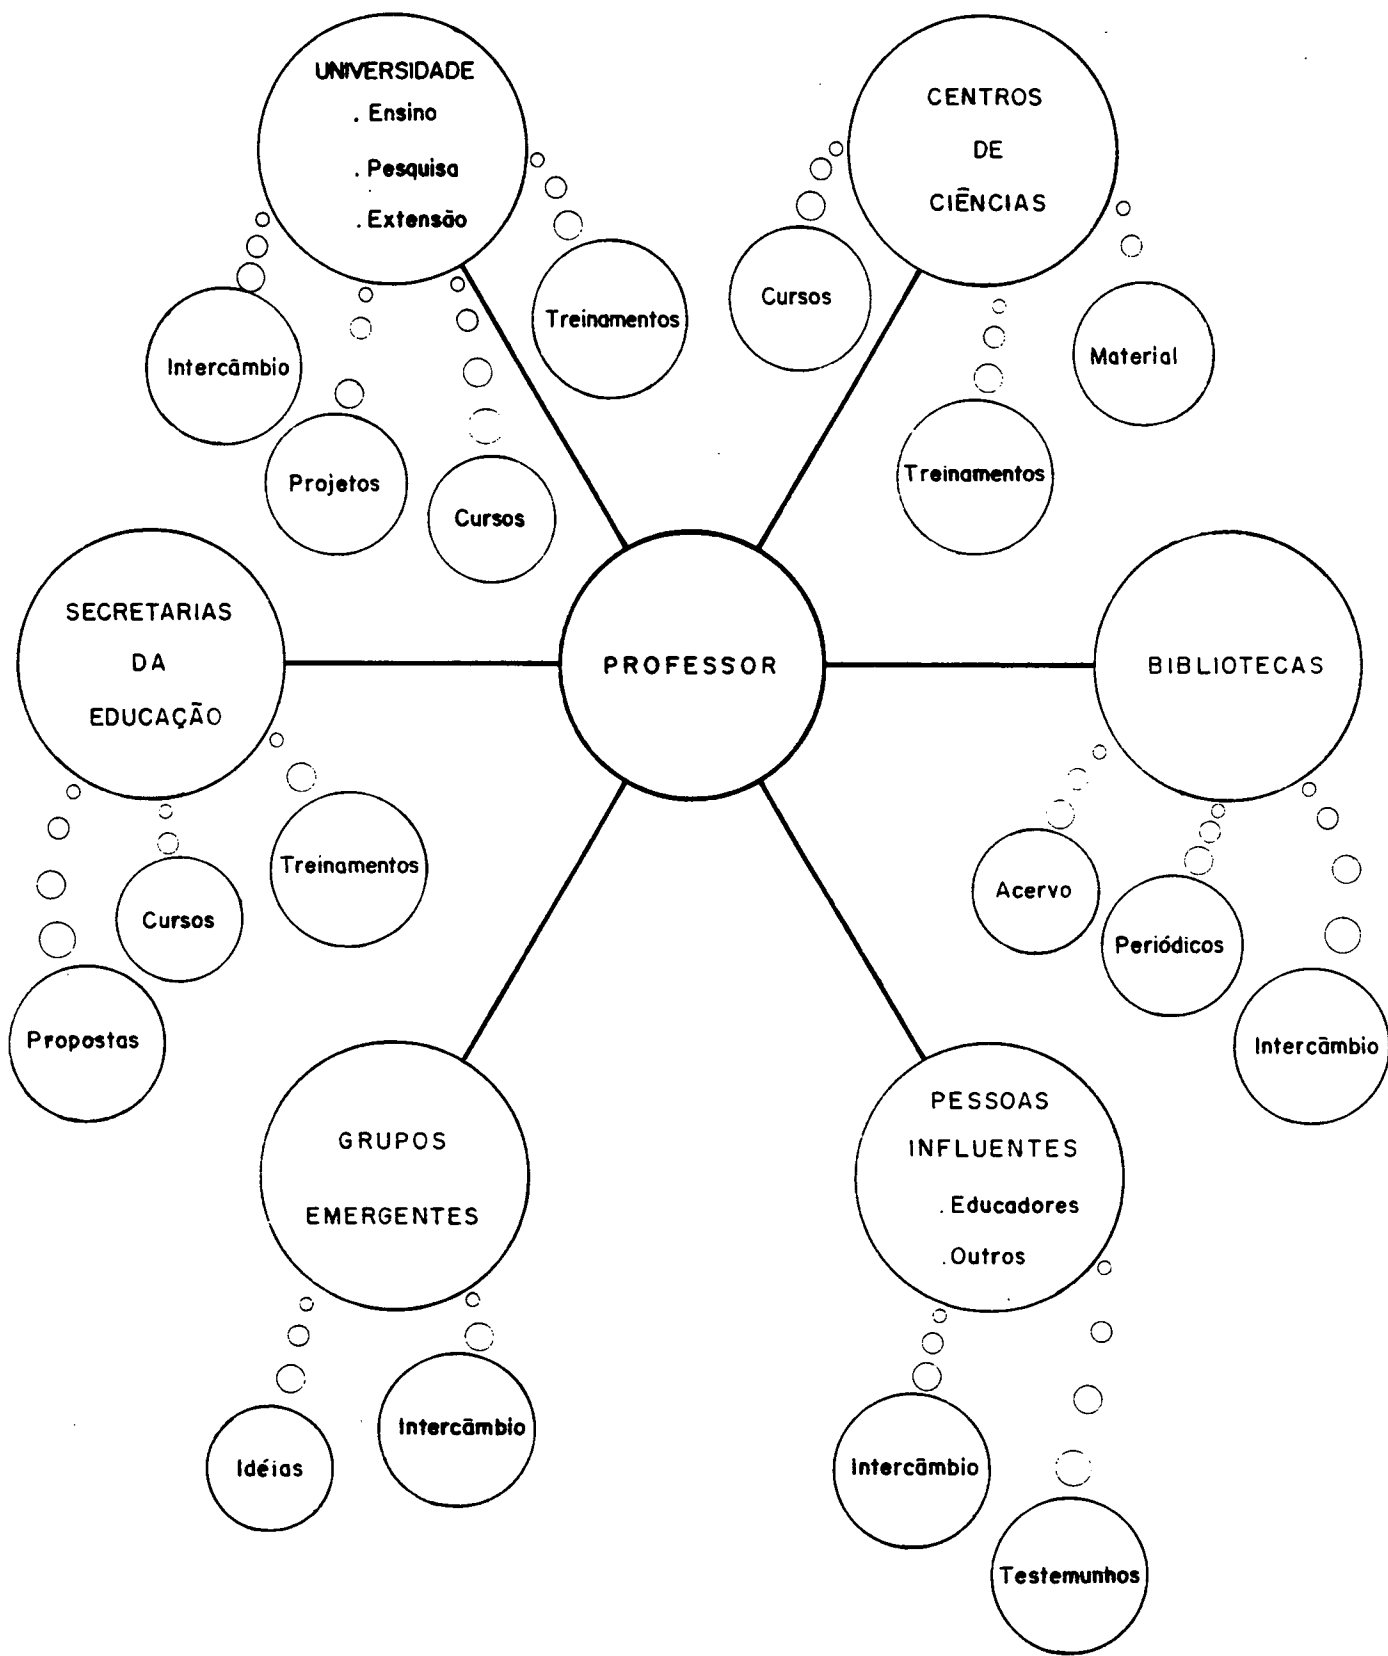 UNIVERSIDADE
. Ensino
. Pesquisa
. Extensão
Intercâmbio
Projetos
Cursos
Treinamentos
CENTROS
DE
CIÊNCIAS
Cursos
Treinamentos
Material
SECRETARIAS
DA
EDUCAÇÃO
Propostas
Cursos
Treinamentos
PROFESSOR
BIBLIOTECAS
Acervo
Periódicos
Intercâmbio
GRUPOS
EMERGENTES
Idéias
Intercâmbio
PESSOAS
INFLUENTES
. Educadores
. Outros
Intercâmbio
Testemunhos